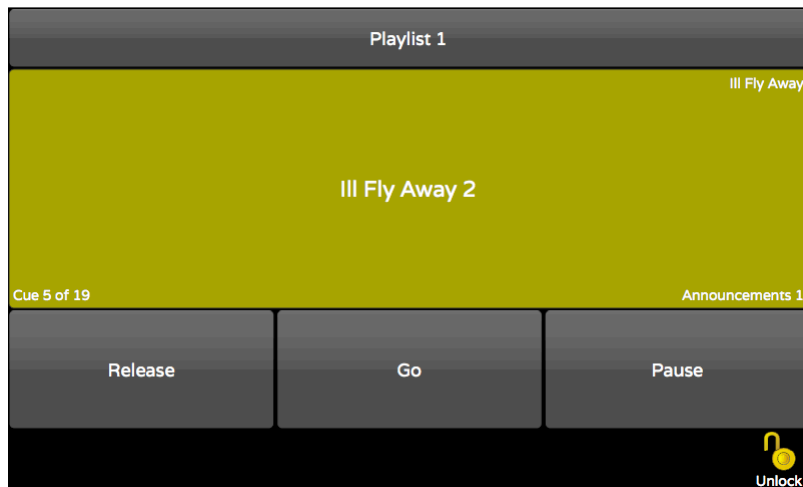 Playlist 1
Ill Fly Away
Ill Fly Away 2
Cue 5 of 19
Announcements 1
Release
Go
Pause
Unlock